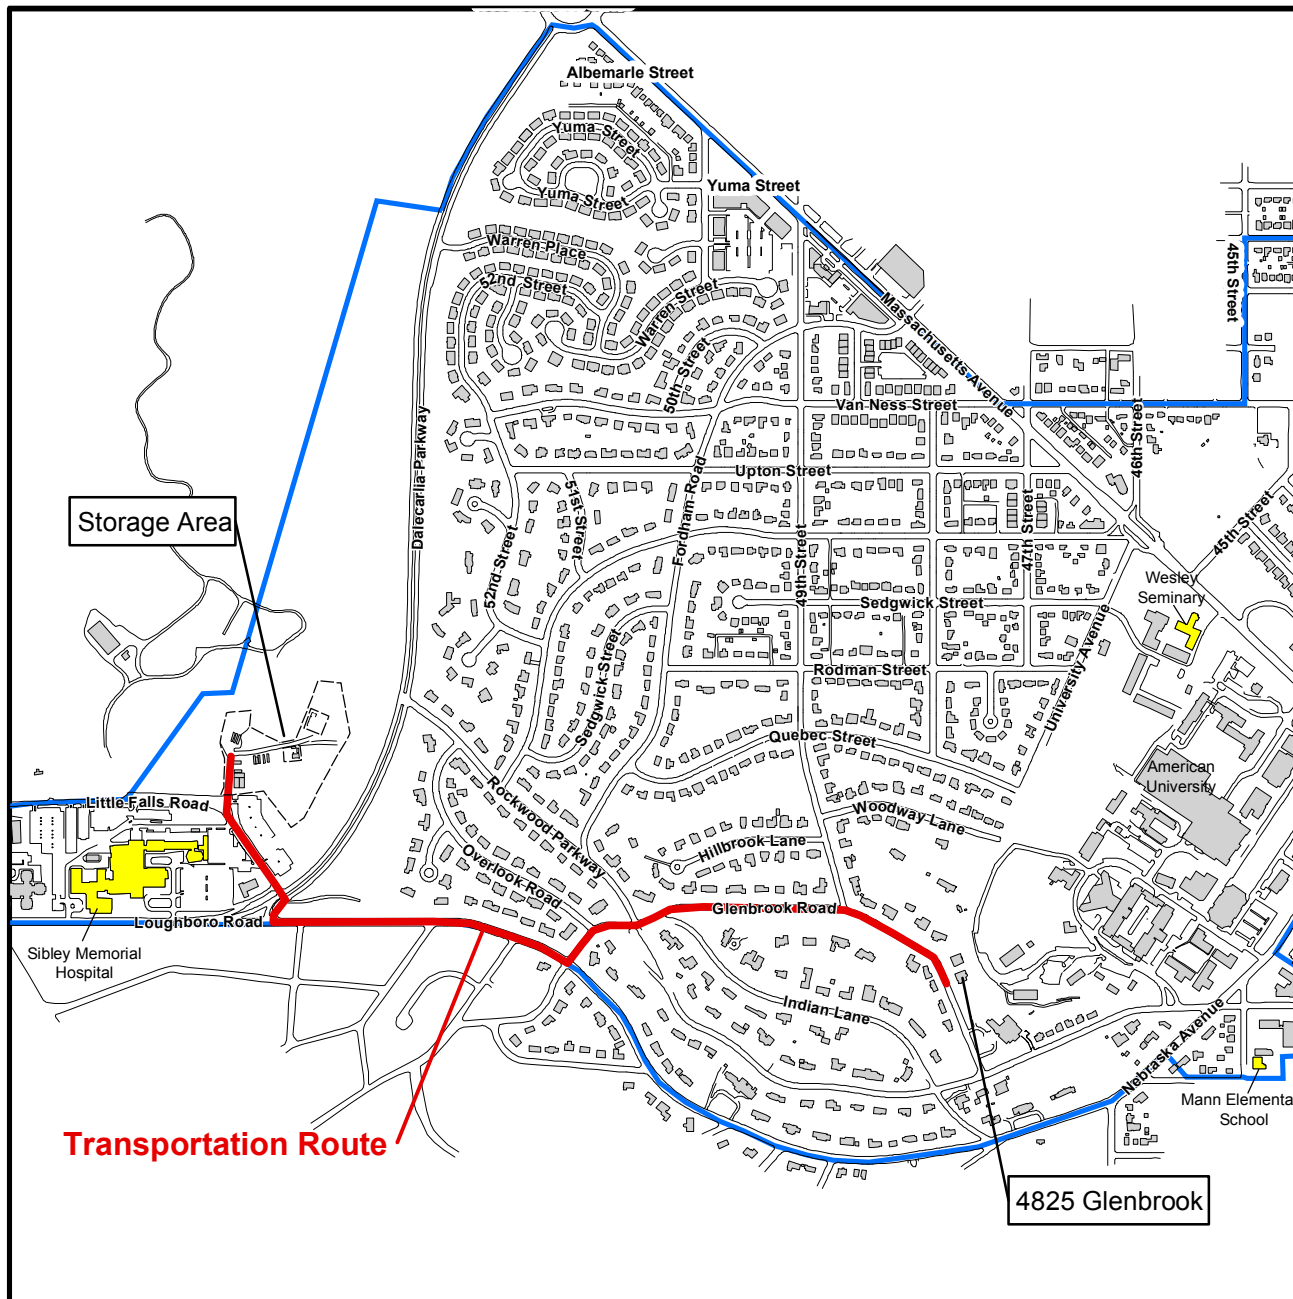 Albemarle Street
Yuma Street
Yuma Street
Yuma Street
Warren Place
52nd Street
Warren Street
45th Street
Massachusetts Avenue
50th Street
Van Ness Street
46th Street
Dalecarlia Parkway
Upton Street
Fordham Road
51st Street
47th Street
45th Street
Storage Area
52nd Street
49th Street
Sedgwick Street
Wesley
Seminary
University Avenue
Sedgwick Street
Rodman Street
Quebec Street
American
University
Little Falls Road
Rockwood Parkway
Woodway Lane
Hillbrook Lane
Overlook Road
Glenbrook Road
Loughboro Road
Sibley Memorial
Hospital
Indian Lane
Nebraska Avenue
Mann Elementa
School
Transportation Route
4825 Glenbrook